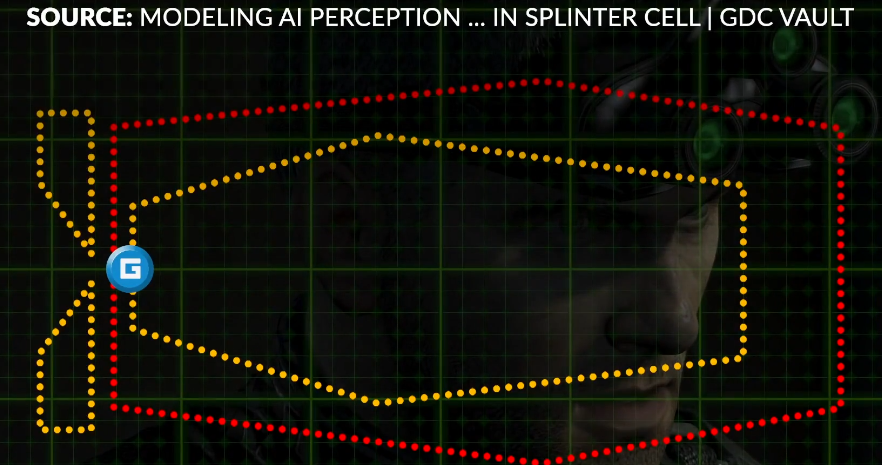 SOURCE: MODELING AI PERCEPTION ... IN SPLINTER CELL | GDC VAULT
G